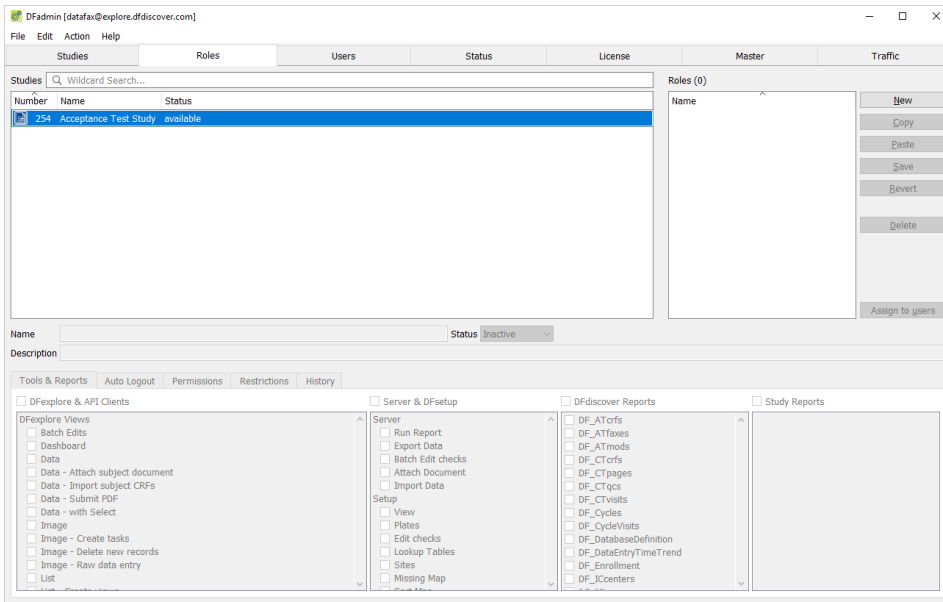 DFadmin [datafax@explore.dfdiscover.com]
File Edit Action Help
Studies Roles Users Status License Master Traffic
Studies Wildcard Search... Roles (0)
Number Name Status Name New
254 Acceptance Test Study available
Copy
Paste
Save
Revert
Delete
Assign to users
Name Status Inactive
Description
Tools & Reports Auto Logout Permissions Restrictions History
DFexplore & API Clients Server & DFsetup DFdiscover Reports Study Reports
DFexplore Views
Batch Edits
Dashboard
Data
Data - Attach subject document
Data - Import subject CRFs
Data - Submit PDF
Data - with Select
Image
Image - Create tasks
Image - Delete new records
Image - Raw data entry
List
List - Create views
Server
Run Report
Export Data
Batch Edit checks
Attach Document
Import Data
Setup
View
Plates
Edit checks
Lookup Tables
Sites
Missing Map
Sort Map
DF_ATcrfs
DF_ATfaxes
DF_ATmods
DF_CTcrfs
DF_CTpages
DF_CTqcs
DF_CTvisits
DF_Cycles
DF_CycleVisits
DF_DatabaseDefinition
DF_DataEntryTimeTrend
DF_Enrollment
DF_ICcenters